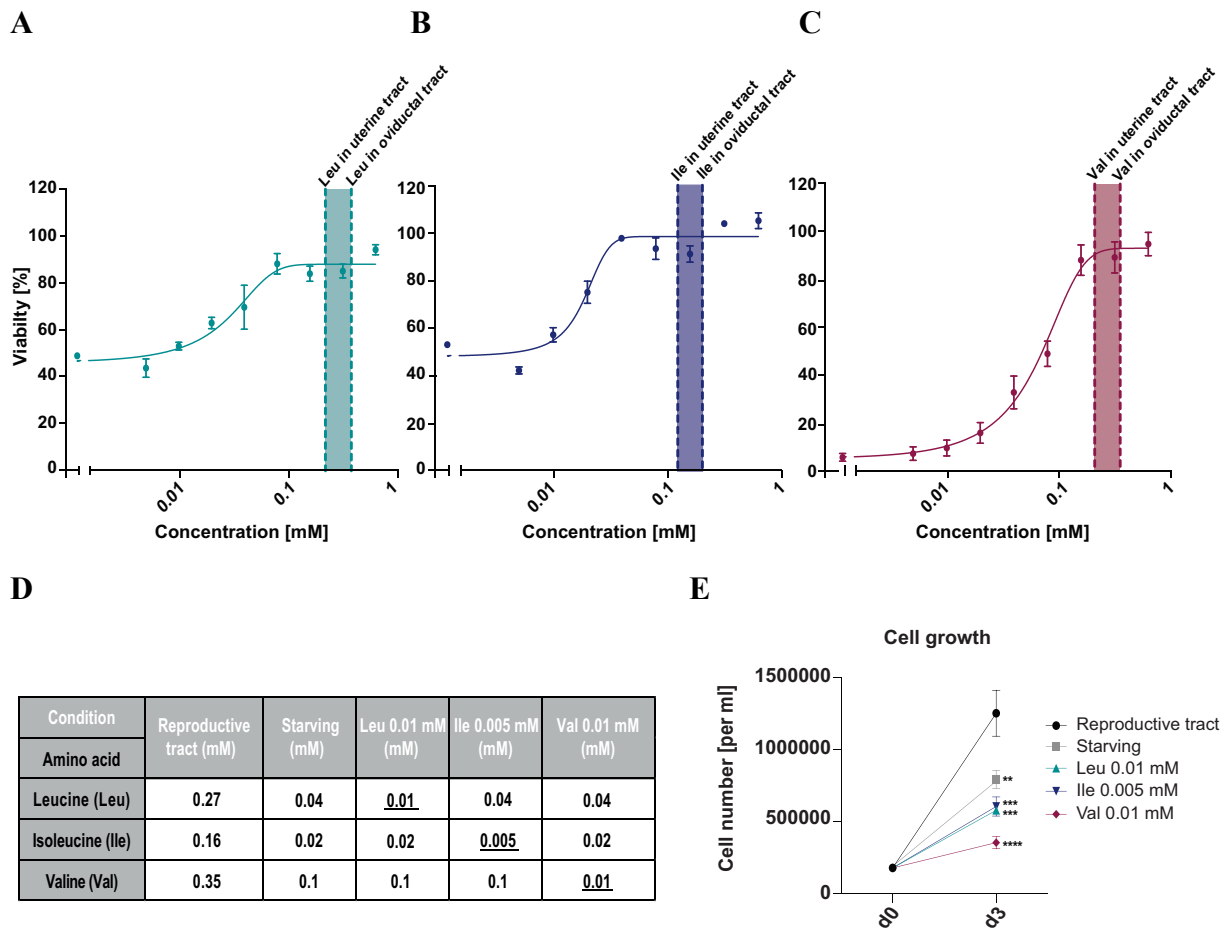 A
B
C
Leu in uterine tract
Leu in oviductal tract
Ile in uterine tract
Ile in oviductal tract
Val in uterine tract
Val in oviductal tract
Viabilty [%]
120
100
80
60
40
20
0
0.01
0.1
1
Concentration [mM]
120
100
80
60
40
20
0
0.01
0.1
1
Concentration [mM]
120
100
80
60
40
20
0
0.01
0.1
1
Concentration [mM]
D
Condition
Amino acid
Reproductive
tract (mM)
Starving
(mM)
Leu 0.01 mM
(mM)
Ile 0.005 mM
(mM)
Val 0.01 mM
(mM)
Leucine (Leu) 0.27 0.04 0.01 0.04 0.04
Isoleucine (Ile) 0.16 0.02 0.02 0.005 0.02
Valine (Val) 0.35 0.1 0.1 0.1 0.01
E
Cell growth
Cell number [per ml]
1500000
1000000
500000
0
d0
d3
**
***
***
****
Reproductive tract
Starving
Leu 0.01 mM
Ile 0.005 mM
Val 0.01 mM